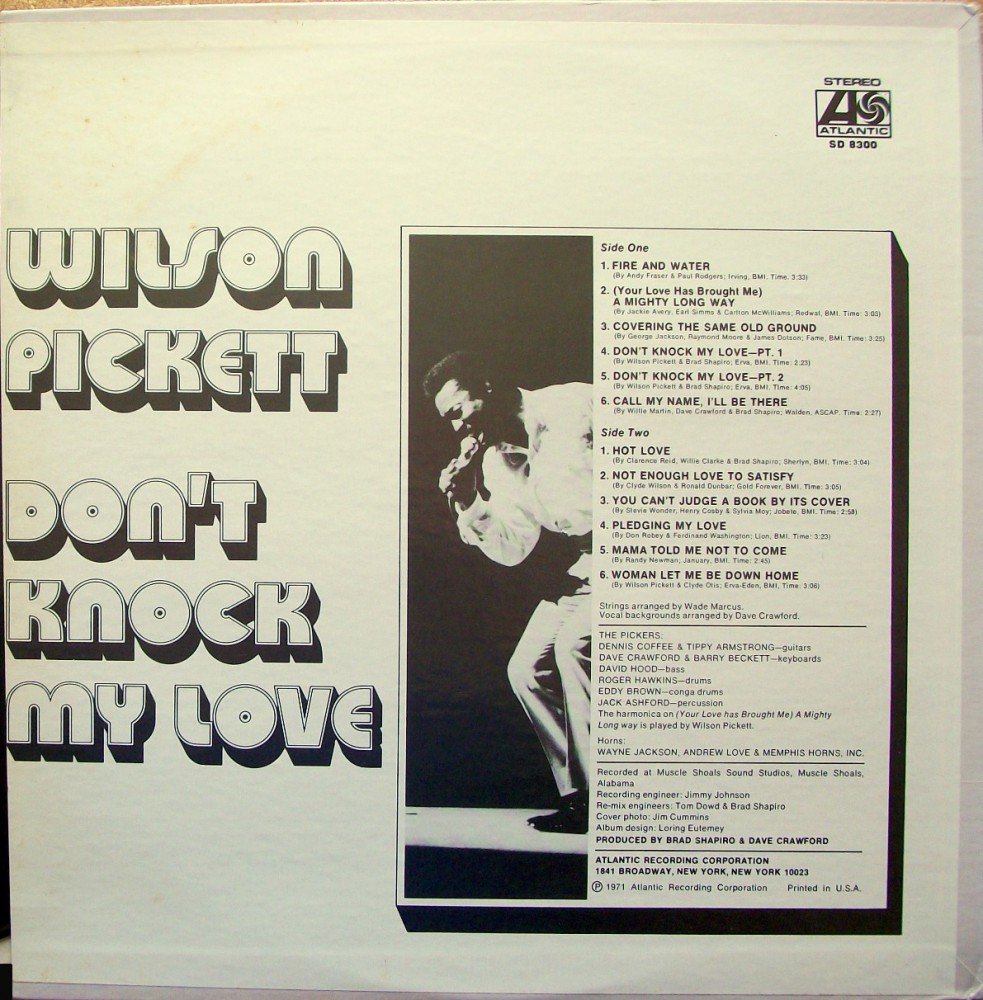 STEREO
ATLANTIC
SD 8300
WILSON
PICKETT
DON'T
KNOCK
MY LOVE
Side One
1. FIRE AND WATER
(By Andy Fraser & Paul Rodgers; Irving, BMI. Time. 3:33)
2. (Your Love Has Brought Me)
A MIGHTY LONG WAY
(By Jackie Avery, Earl Simms & Carlton McWilliams; Redwal, BMI. Time: 3:03)
3. COVERING THE SAME OLD GROUND
(By George Jackson, Raymond Moore & James Dotson; Fame, BMI. Time: 3:25)
4. DON'T KNOCK MY LOVE—PT. 1
(By Wilson Pickett & Brad Shapiro; Erva, BMI. Time: 2:23)
5. DON'T KNOCK MY LOVE—PT. 2
(By Wilson Pickett & Brad Shapiro; Erva, BMI. Time: 4:05)
6. CALL MY NAME, I'LL BE THERE
(By Willie Martin, Dave Crawford & Brad Shapiro; Walden, ASCAP. Time: 2:27)
Side Two
1. HOT LOVE
(By Clarence Reid, Willie Clarke & Brad Shapiro; Sherlyn, BMI. Time: 3:04)
2. NOT ENOUGH LOVE TO SATISFY
(By Clyde Wilson & Ronald Dunbar; Gold Forever, BMI. Time: 3:05)
3. YOU CAN'T JUDGE A BOOK BY ITS COVER
(By Stevie Wonder, Henry Cosby & Sylvia Moy; Jobete, BMI. Time: 2:58)
4. PLEDGING MY LOVE
(By Don Robey & Ferdinand Washington; Lion, BMI. Time: 3:23)
5. MAMA TOLD ME NOT TO COME
(By Randy Newman; January, BMI. Time: 2:45)
6. WOMAN LET ME BE DOWN HOME
(By Wilson Pickett & Clyde Otis; Erva-Eden, BMI, Time: 3:06)
Strings arranged by Wade Marcus.
Vocal backgrounds arranged by Dave Crawford.
THE PICKERS:
DENNIS COFFEE & TIPPY ARMSTRONG—guitars
DAVE CRAWFORD & BARRY BECKETT—keyboards
DAVID HOOD—bass
ROGER HAWKINS—drums
EDDY BROWN—conga drums
JACK ASHFORD—percussion
The harmonica on (Your Love has Brought Me) A Mighty
Long way is played by Wilson Pickett.
Horns:
WAYNE JACKSON, ANDREW LOVE & MEMPHIS HORNS, INC.
Recorded at Muscle Shoals Sound Studios, Muscle Shoals,
Alabama
Recording engineer: Jimmy Johnson
Re-mix engineers: Tom Dowd & Brad Shapiro
Cover photo: Jim Cummins
Album design: Loring Eutemey
PRODUCED BY BRAD SHAPIRO & DAVE CRAWFORD
ATLANTIC RECORDING CORPORATION
1841 BROADWAY, NEW YORK, NEW YORK 10023
Ⓟ 1971 Atlantic Recording Corporation Printed in U.S.A.